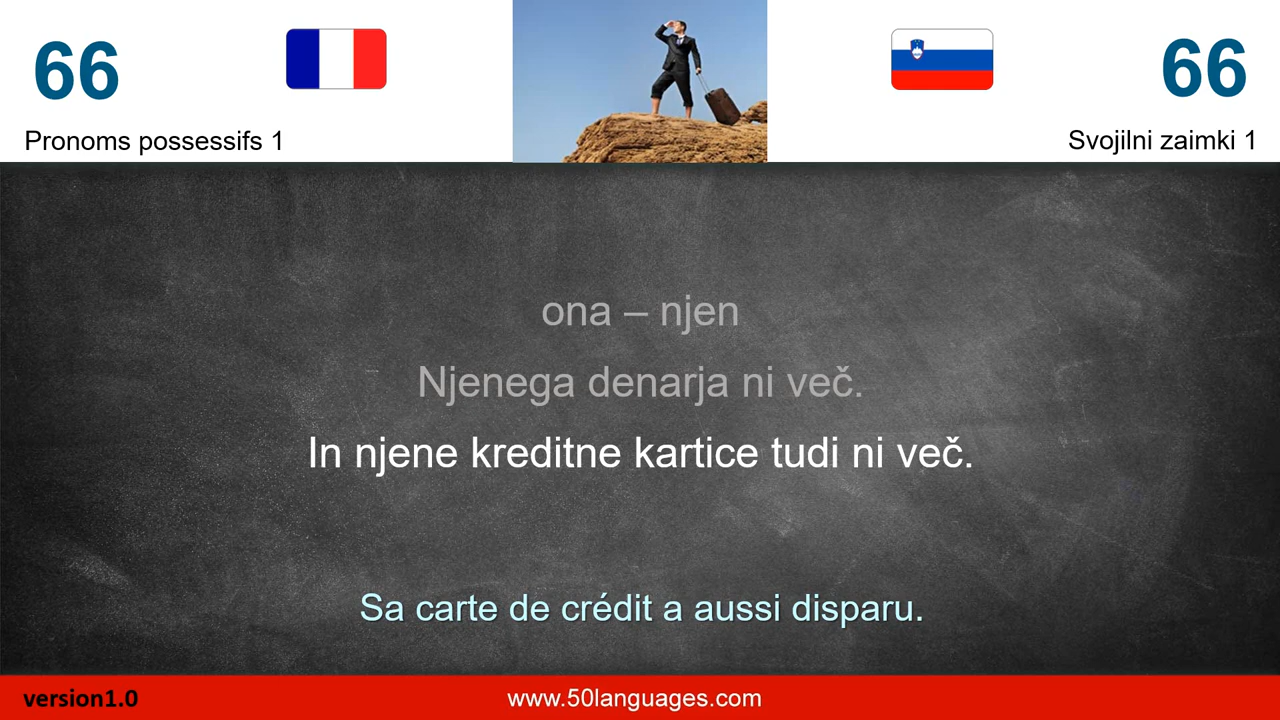 66
66
Pronoms possessifs 1
Svojilni zaimki 1
ona – njen
Njenega denarja ni več.
In njene kreditne kartice tudi ni več.
Sa carte de crédit a aussi disparu.
version1.0
www.50languages.com